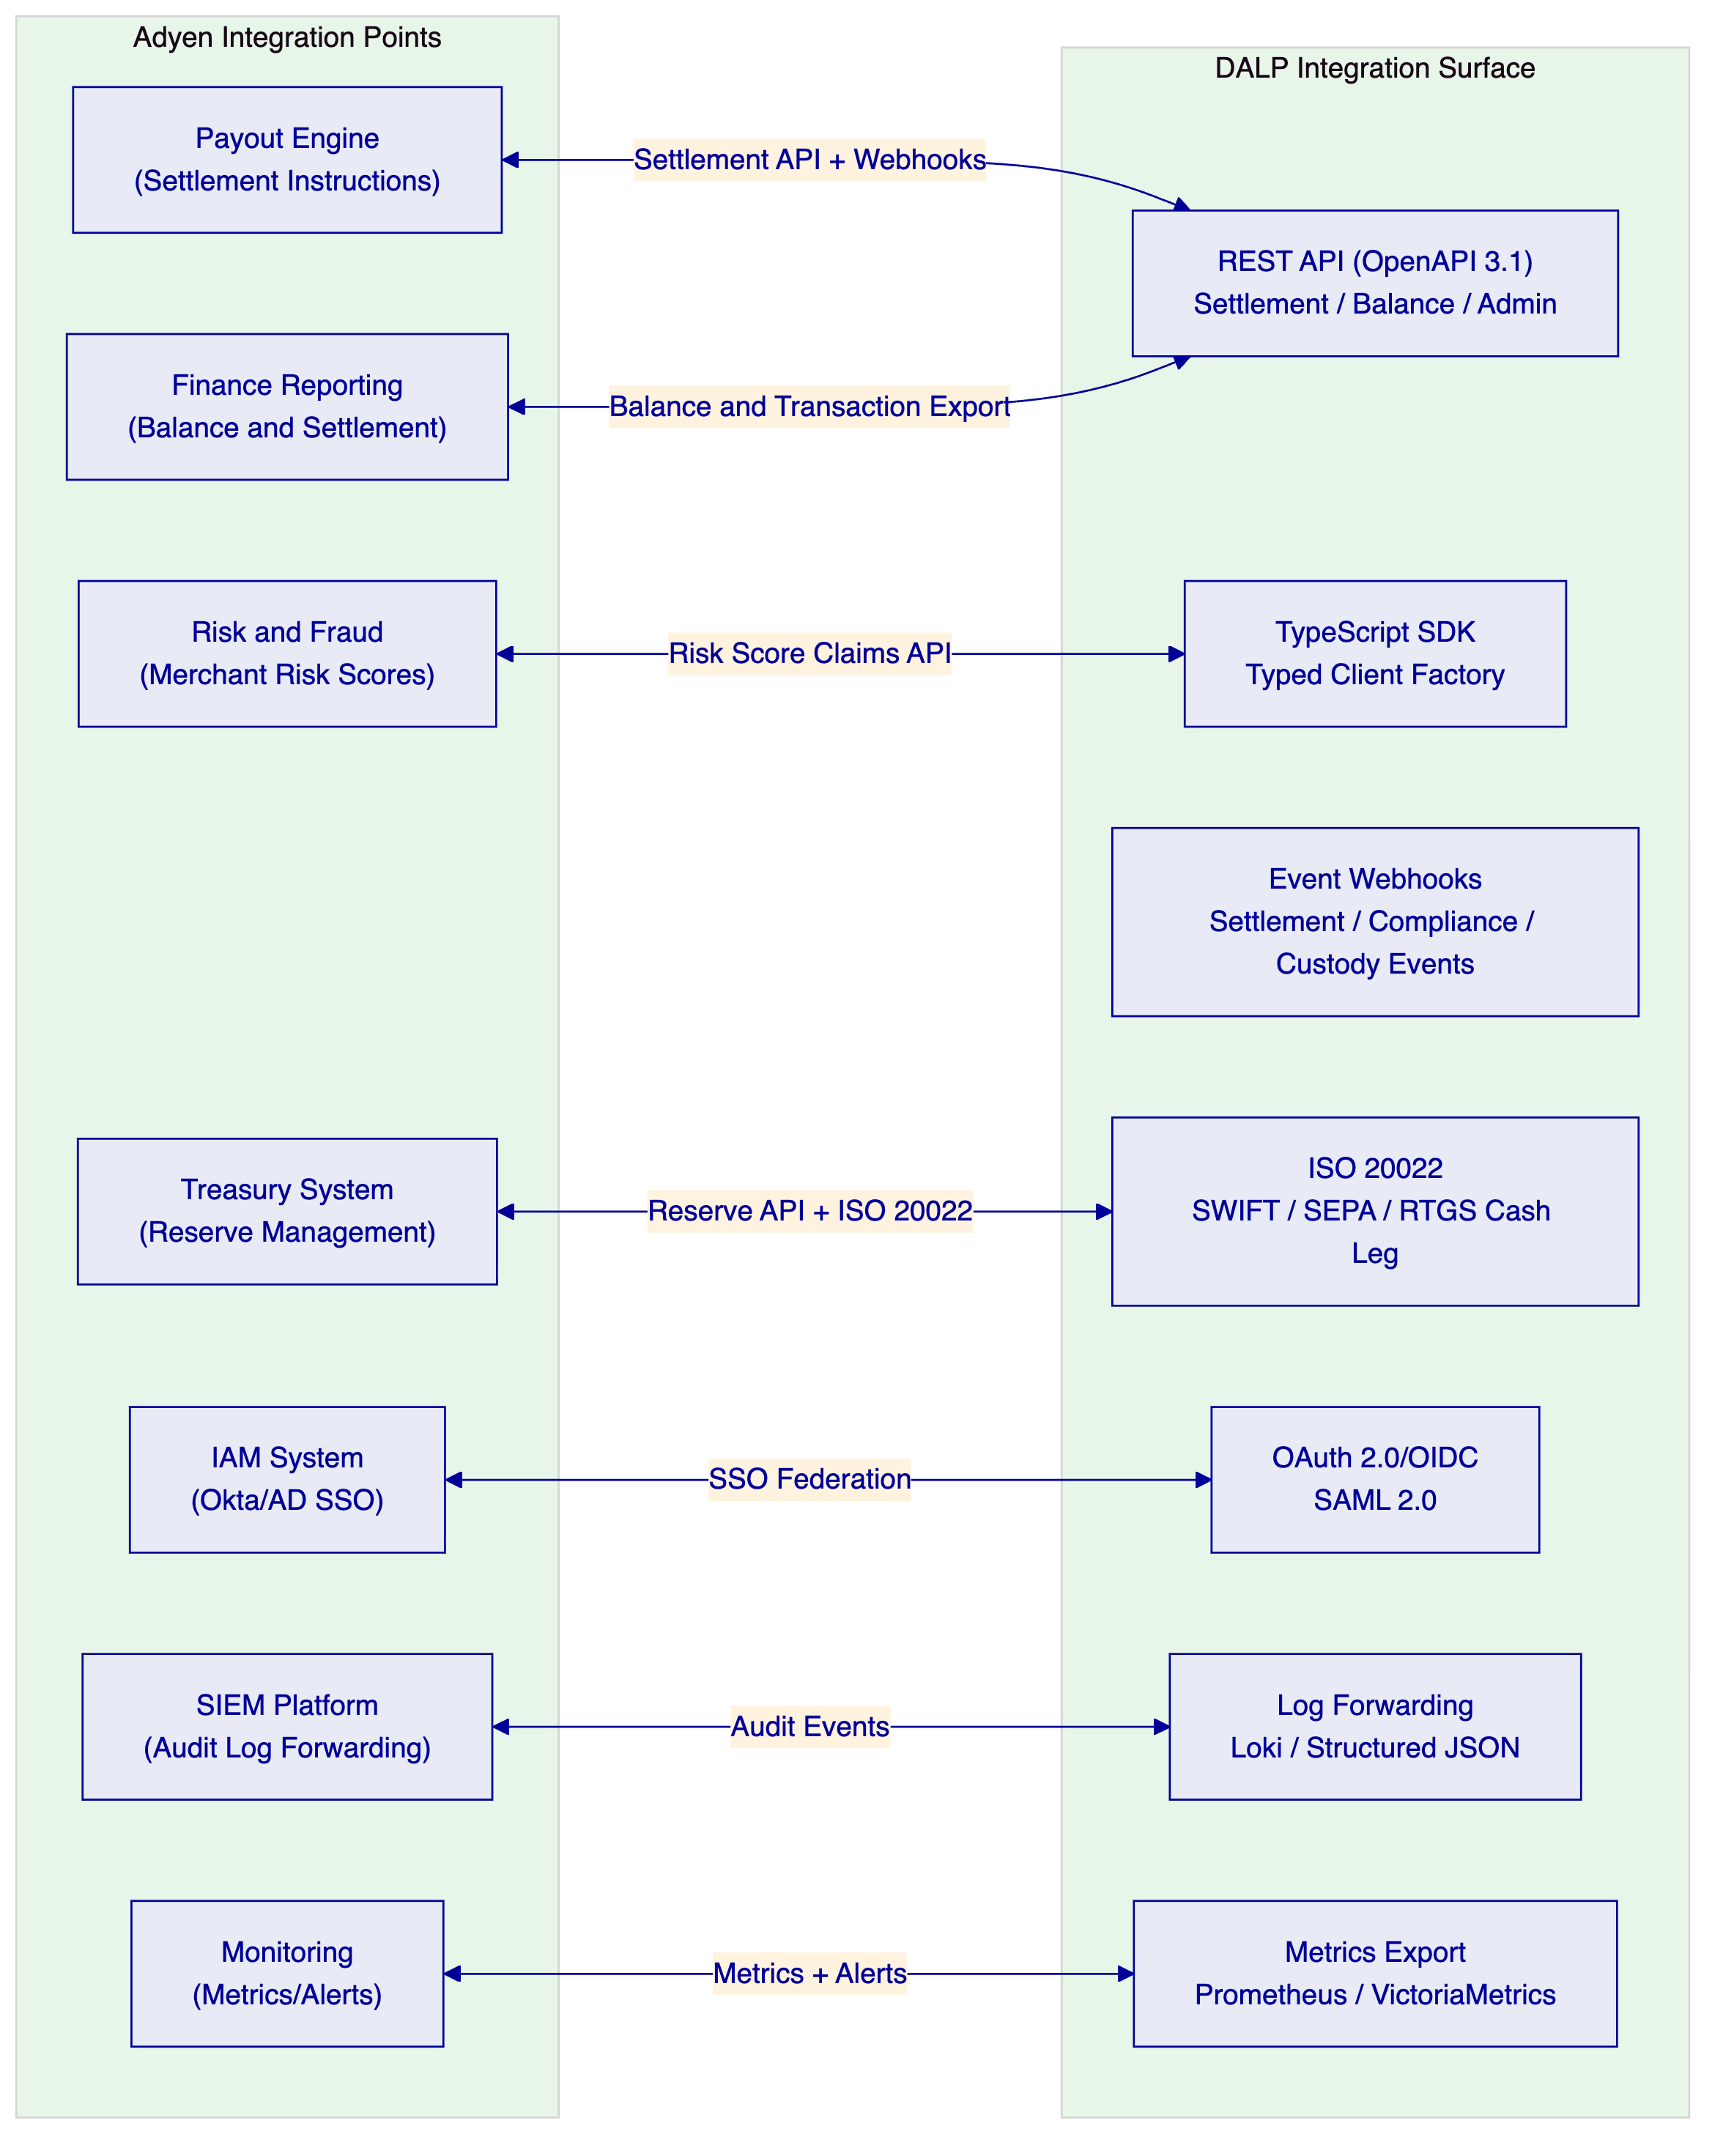 Adyen Integration Points
DALP Integration Surface
Payout Engine
(Settlement Instructions)
Settlement API + Webhooks
REST API (OpenAPI 3.1)
Settlement / Balance / Admin
Finance Reporting
(Balance and Settlement)
Balance and Transaction Export
Risk and Fraud
(Merchant Risk Scores)
Risk Score Claims API
TypeScript SDK
Typed Client Factory
Event Webhooks
Settlement / Compliance /
Custody Events
Treasury System
(Reserve Management)
Reserve API + ISO 20022
ISO 20022
SWIFT / SEPA / RTGS Cash
Leg
IAM System
(Okta/AD SSO)
SSO Federation
OAuth 2.0/OIDC
SAML 2.0
SIEM Platform
(Audit Log Forwarding)
Audit Events
Log Forwarding
Loki / Structured JSON
Monitoring
(Metrics/Alerts)
Metrics + Alerts
Metrics Export
Prometheus / VictoriaMetrics